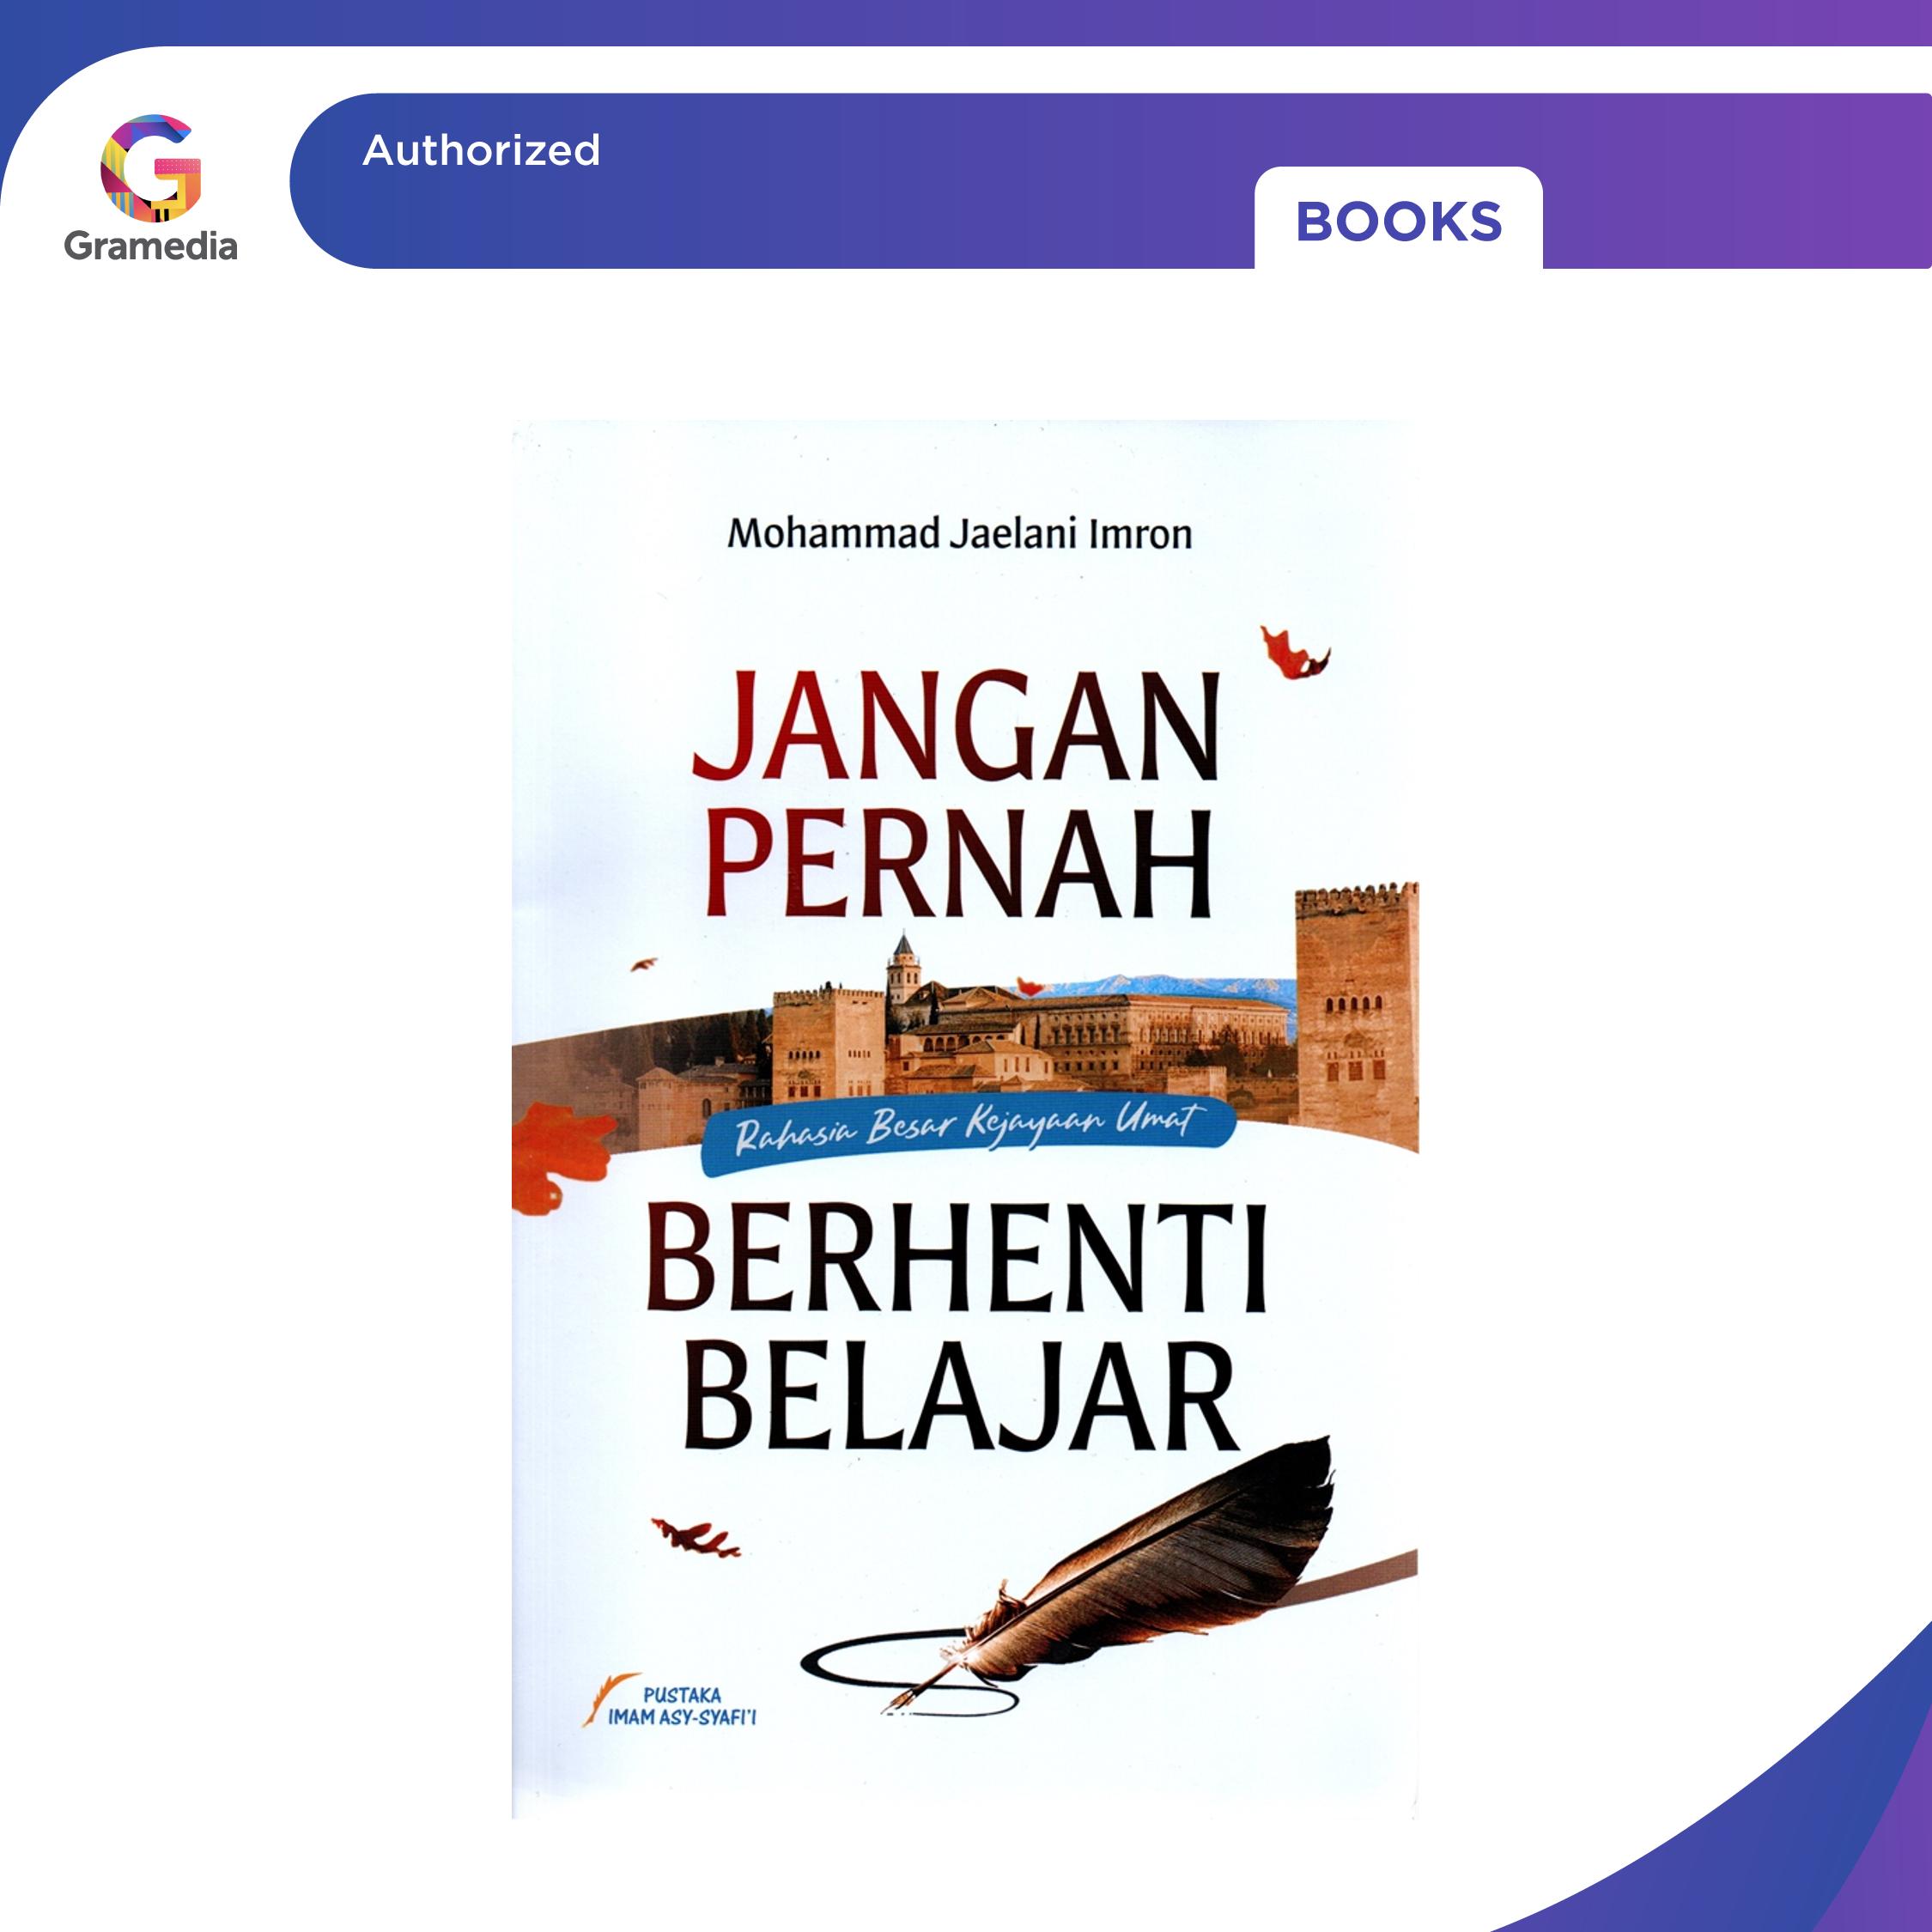 Gramedia
Authorized
BOOKS
Mohammad Jaelani Imron
JANGAN
PERNAH
Rahasia Besar Kejayaan Umat
BERHENTI
BELAJAR
PUSTAKA
IMAM ASY-SYAFI'I